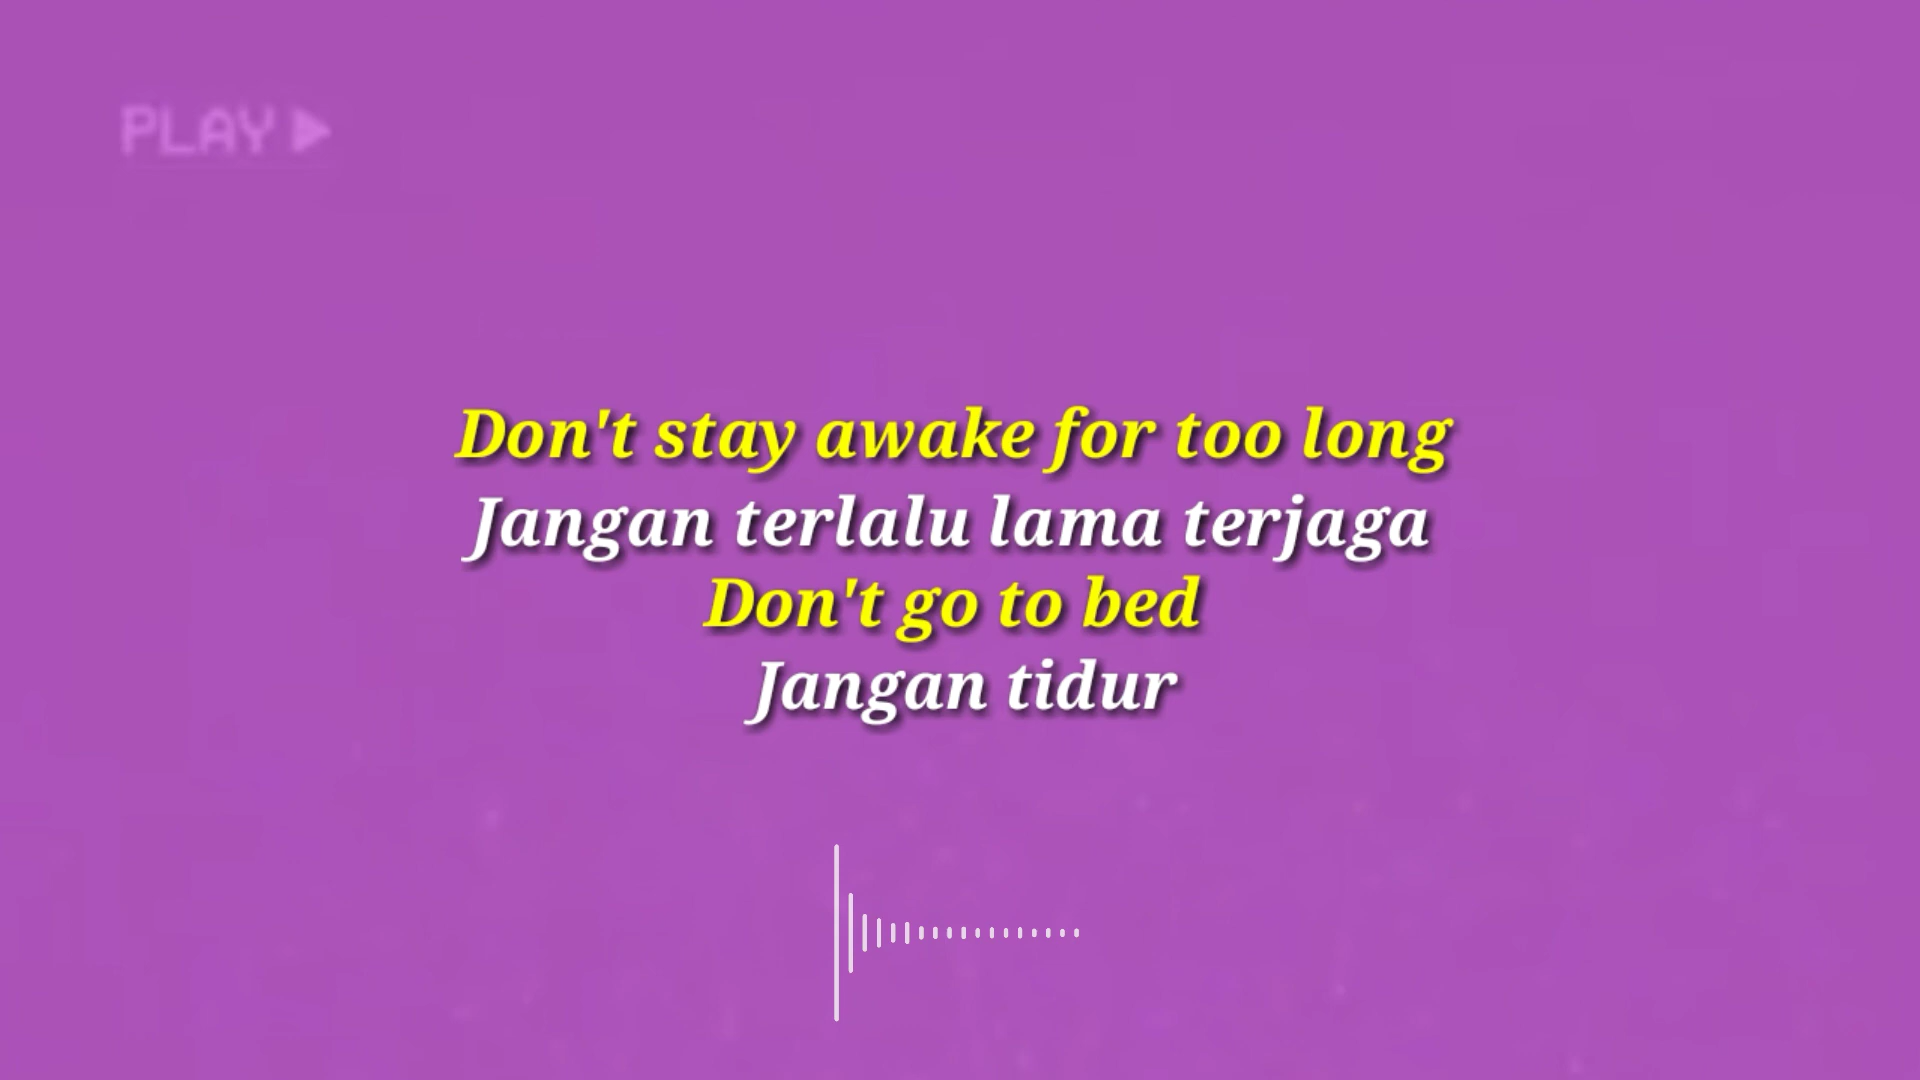 PLAY
Don't stay awake for too long
Jangan terlalu lama terjaga
Don't go to bed
Jangan tidur